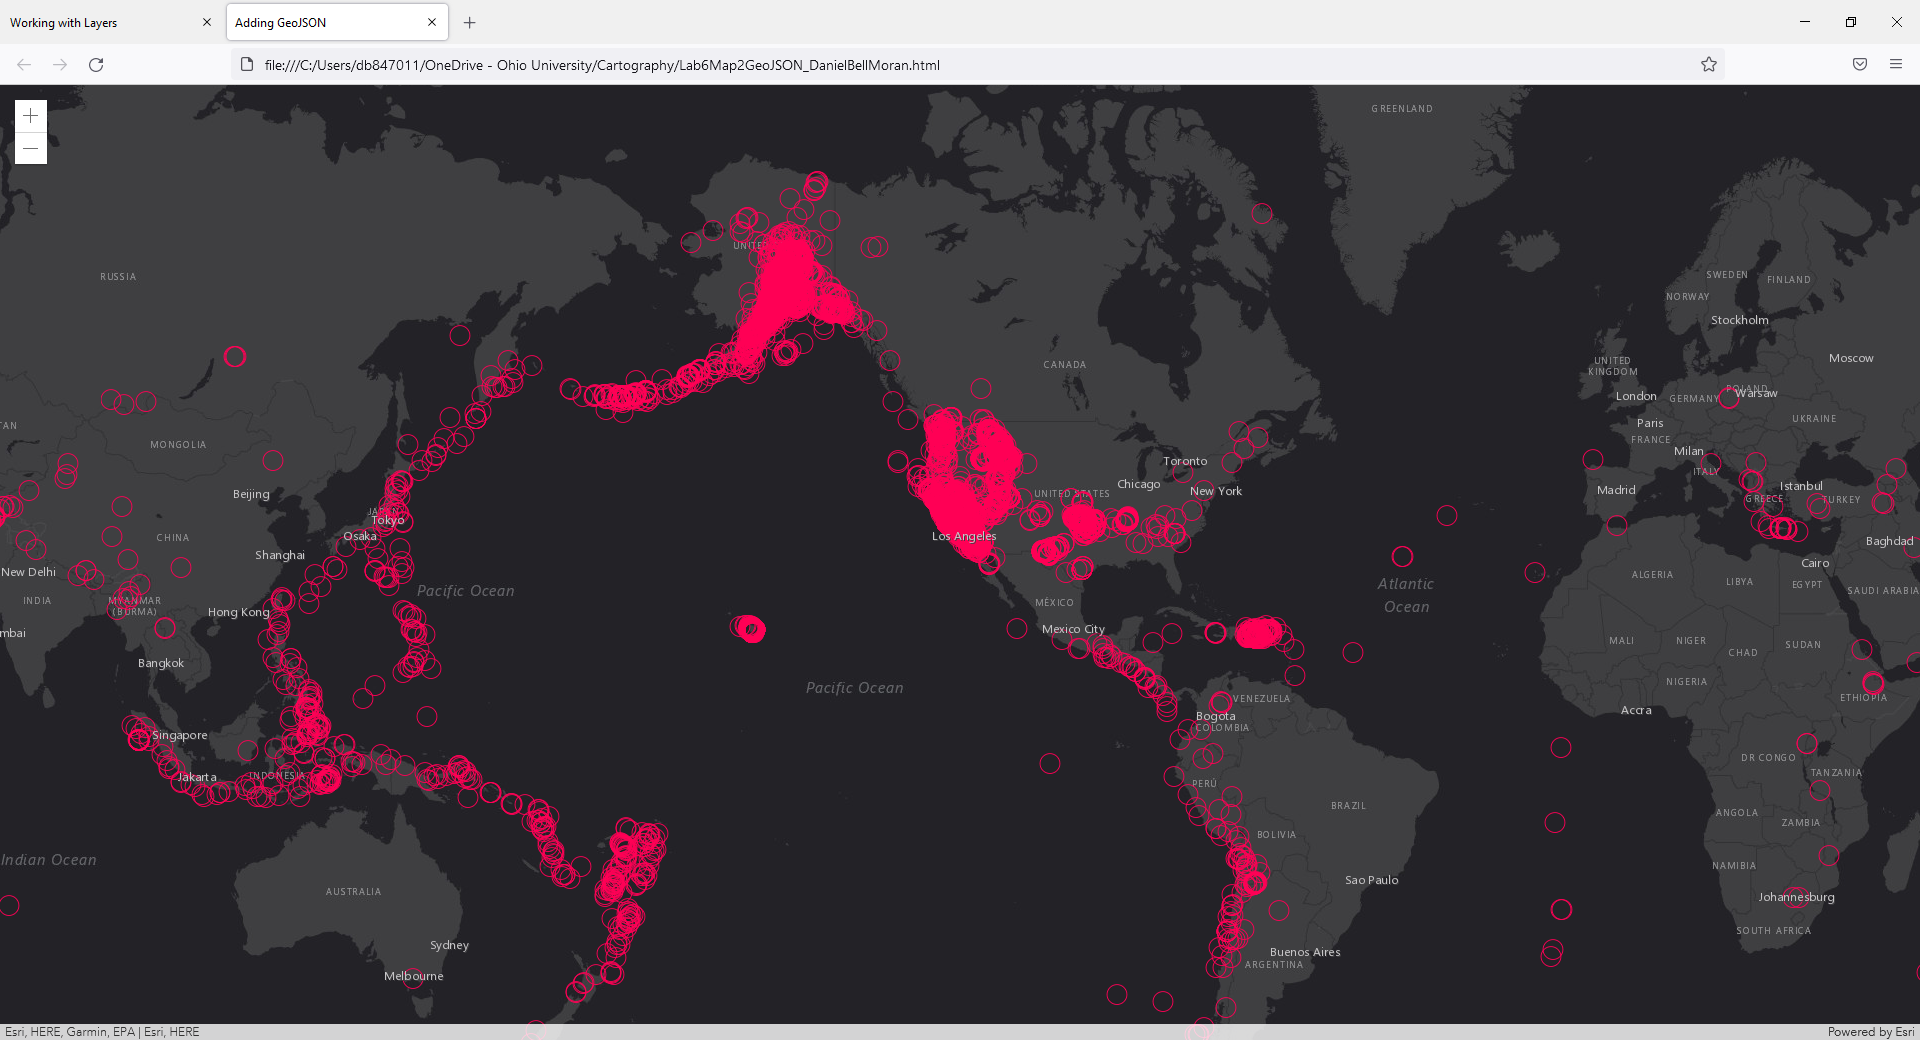 Working with Layers
Adding GeoJSON
file:///C:/Users/db847011/OneDrive - Ohio University/Cartography/Lab6Map2GeoJSON_DanielBellMoran.html
GREENLAND
UNITED
RUSSIA
SWEDEN
FINLAND
NORWAY
Stockholm
Moscow
UNITED
KINGDOM
CANADA
POLAND
Warsaw
London
GERMANY
UKRAINE
Paris
FRANCE
TAN
MONGOLIA
Milan
ITALY
Toronto
Chicago
New York
UNITED STATES
Beijing
Madrid
Istanbul
GREECE
TURKEY
JAPAN
Tokyo
Osaka
CHINA
Los Angeles
Baghdad
Shanghai
Cairo
New Delhi
ALGERIA
LIBYA
EGYPT
SAUDI ARABIA
Pacific Ocean
Atlantic
Ocean
INDIA
MYANMAR
(BURMA)
Hong Kong
MÉXICO
Mexico City
mbai
MALI
NIGER
SUDAN
CHAD
Bangkok
NIGERIA
Pacific Ocean
VENEZUELA
ETHIOPIA
Accra
Bogota
COLOMBIA
Singapore
DR CONGO
TANZANIA
Jakarta
INDONESIA
PERÚ
BRAZIL
ANGOLA
ZAMBIA
BOLIVIA
Indian Ocean
NAMIBIA
AUSTRALIA
Sao Paulo
Johannesburg
SOUTH AFRICA
Sydney
Buenos Aires
ARGENTINA
Melbourne
Esri, HERE, Garmin, EPA | Esri, HERE
Powered by Esri